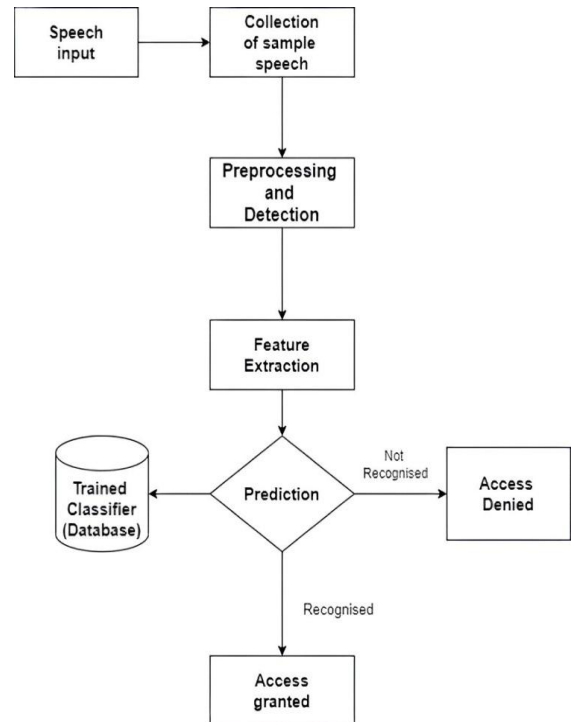 Speech
input
Collection
of sample
speech
Preprocessing
and
Detection
Feature
Extraction
Trained
Classifier
(Database)
Prediction
Not
Recognised
Access
Denied
Recognised
Access
granted